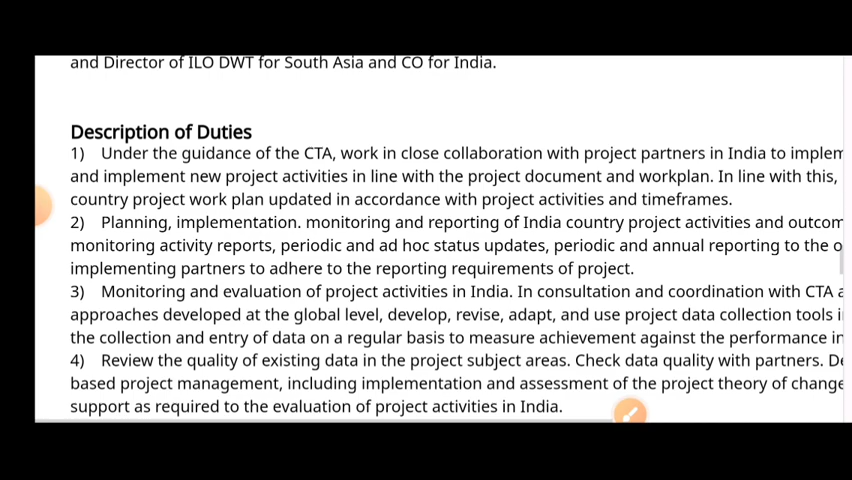 and Director of ILO DWT for South Asia and CO for India.
Description of Duties
1) Under the guidance of the CTA, work in close collaboration with project partners in India to implem
and implement new project activities in line with the project document and workplan. In line with this,
country project work plan updated in accordance with project activities and timeframes.
2) Planning, implementation. monitoring and reporting of India country project activities and outcom
monitoring activity reports, periodic and ad hoc status updates, periodic and annual reporting to the o
implementing partners to adhere to the reporting requirements of project.
3) Monitoring and evaluation of project activities in India. In consultation and coordination with CTA a
approaches developed at the global level, develop, revise, adapt, and use project data collection tools i
the collection and entry of data on a regular basis to measure achievement against the performance in
4) Review the quality of existing data in the project subject areas. Check data quality with partners. De
based project management, including implementation and assessment of the project theory of change
support as required to the evaluation of project activities in India.